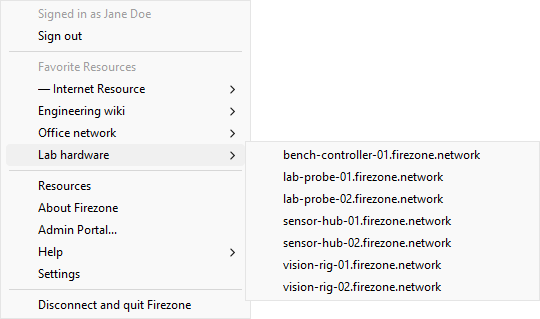 Signed in as Jane Doe
Sign out
Favorite Resources
— Internet Resource
Engineering wiki
Office network
Lab hardware
bench-controller-01.firezone.network
lab-probe-01.firezone.network
lab-probe-02.firezone.network
sensor-hub-01.firezone.network
sensor-hub-02.firezone.network
vision-rig-01.firezone.network
vision-rig-02.firezone.network
Resources
About Firezone
Admin Portal...
Help
Settings
Disconnect and quit Firezone